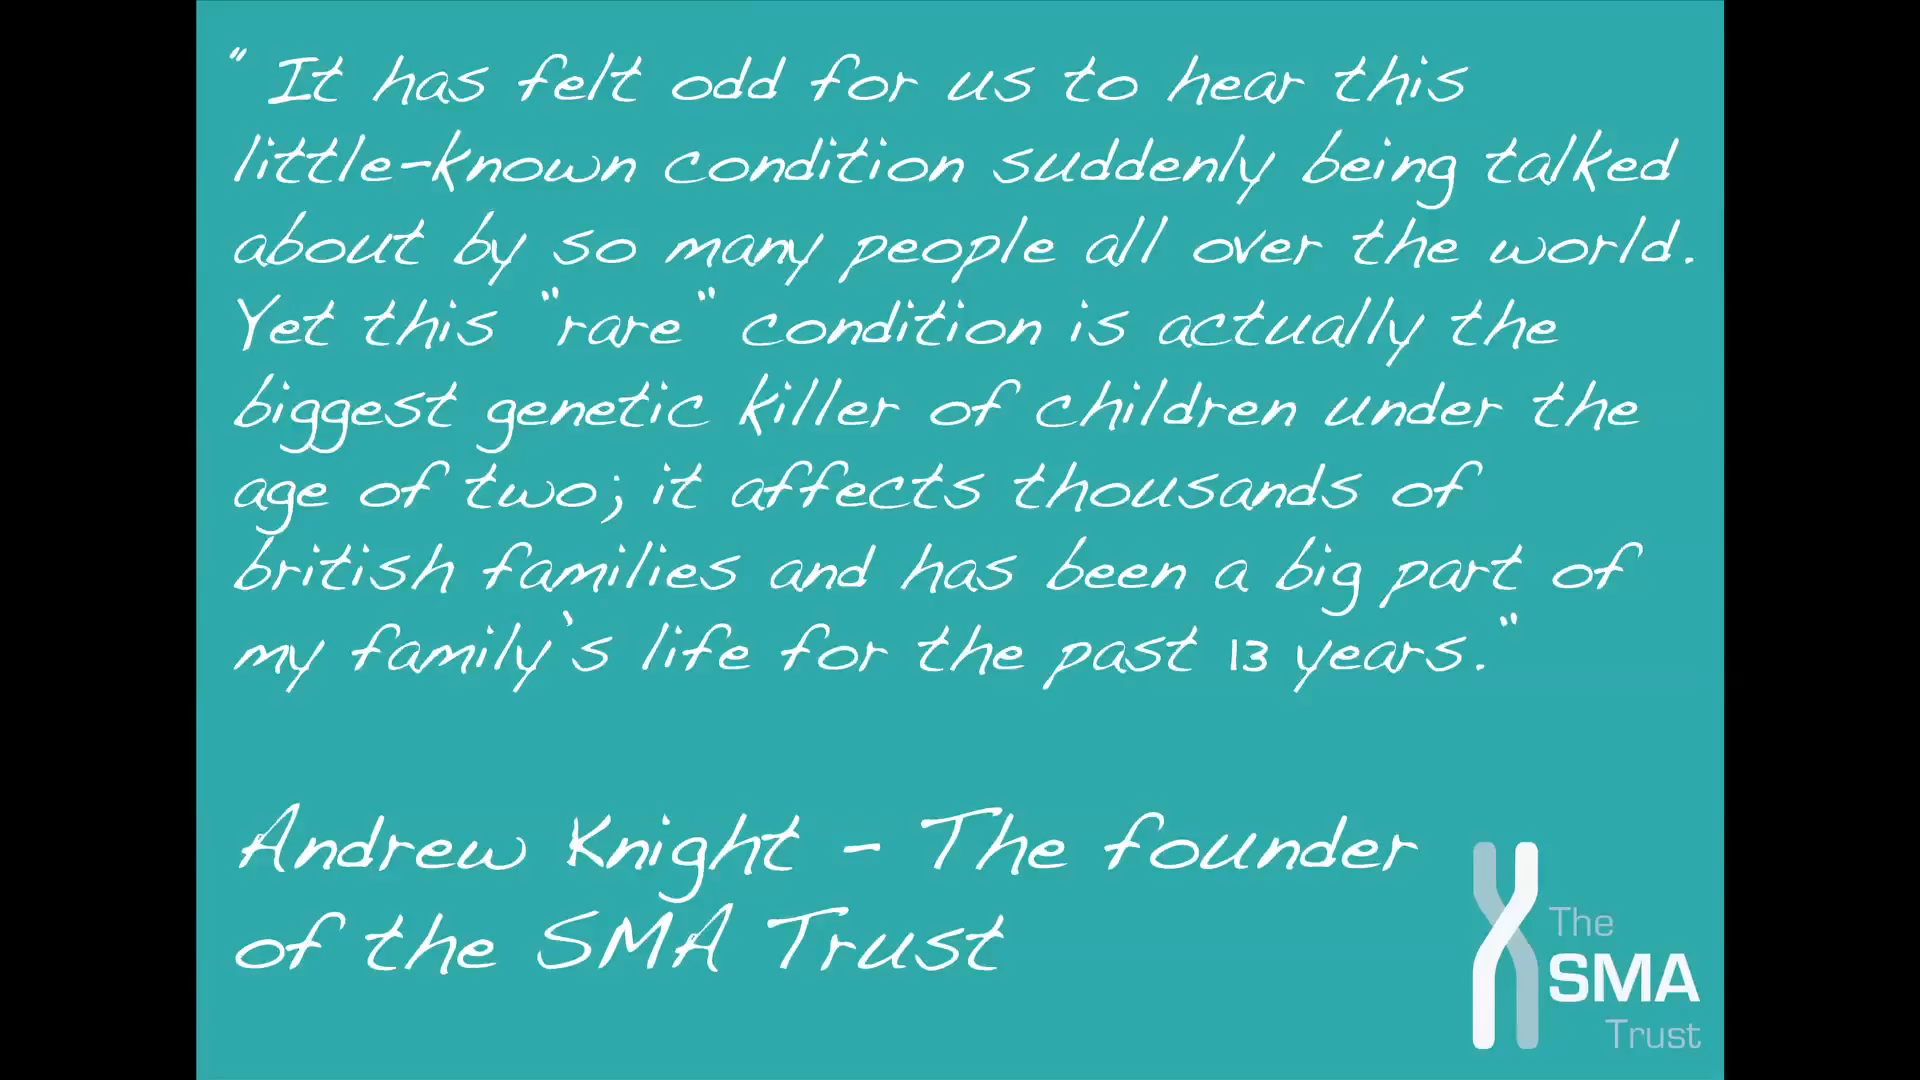 " It has felt odd for us to hear this
little-known condition suddenly being talked
about by so many people all over the world.
Yet this "rare" condition is actually the
biggest genetic killer of children under the
age of two; it affects thousands of
british families and has been a big part of
my family's life for the past 13 years."
Andrew Knight - The founder
of the SMA Trust
The
SMA
Trust